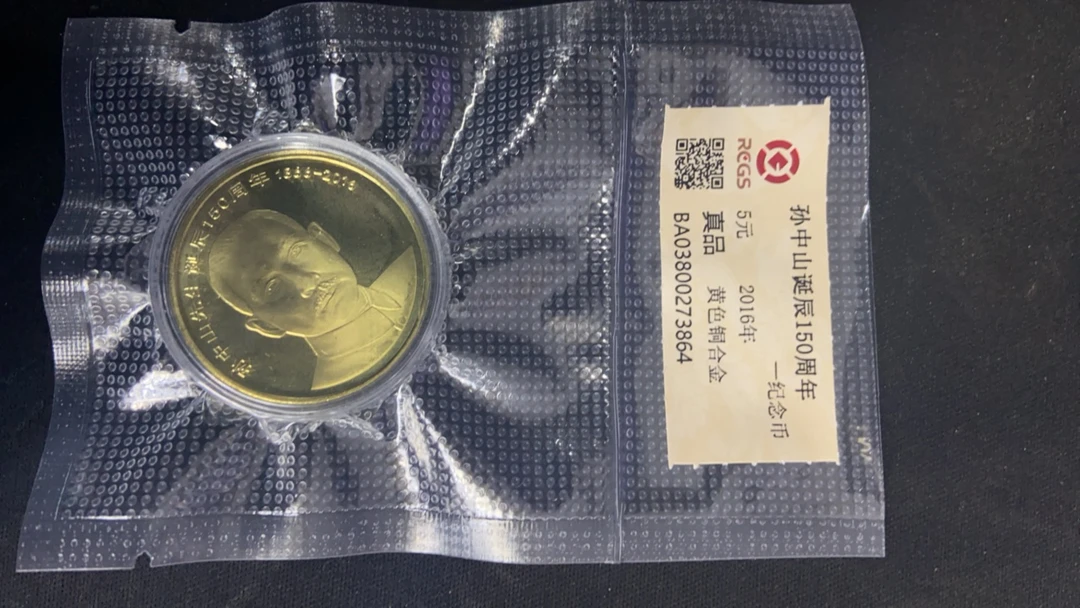 孙中山诞辰150周年
一纪念币
RCGS
5元 2016年
真品 黄色铜合金
BA03800273864
孙中山先生诞辰150周年 1866-2016